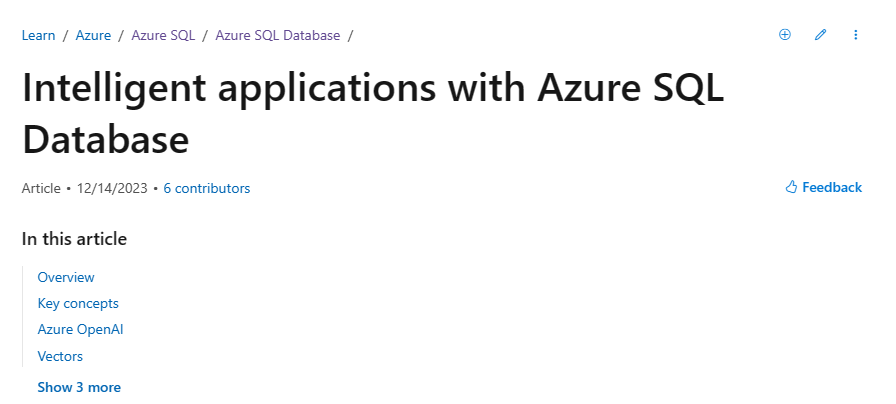 Learn / Azure / Azure SQL / Azure SQL Database /
Intelligent applications with Azure SQL
Database
Article • 12/14/2023 • 6 contributors
Feedback
In this article
Overview
Key concepts
Azure OpenAI
Vectors
Show 3 more